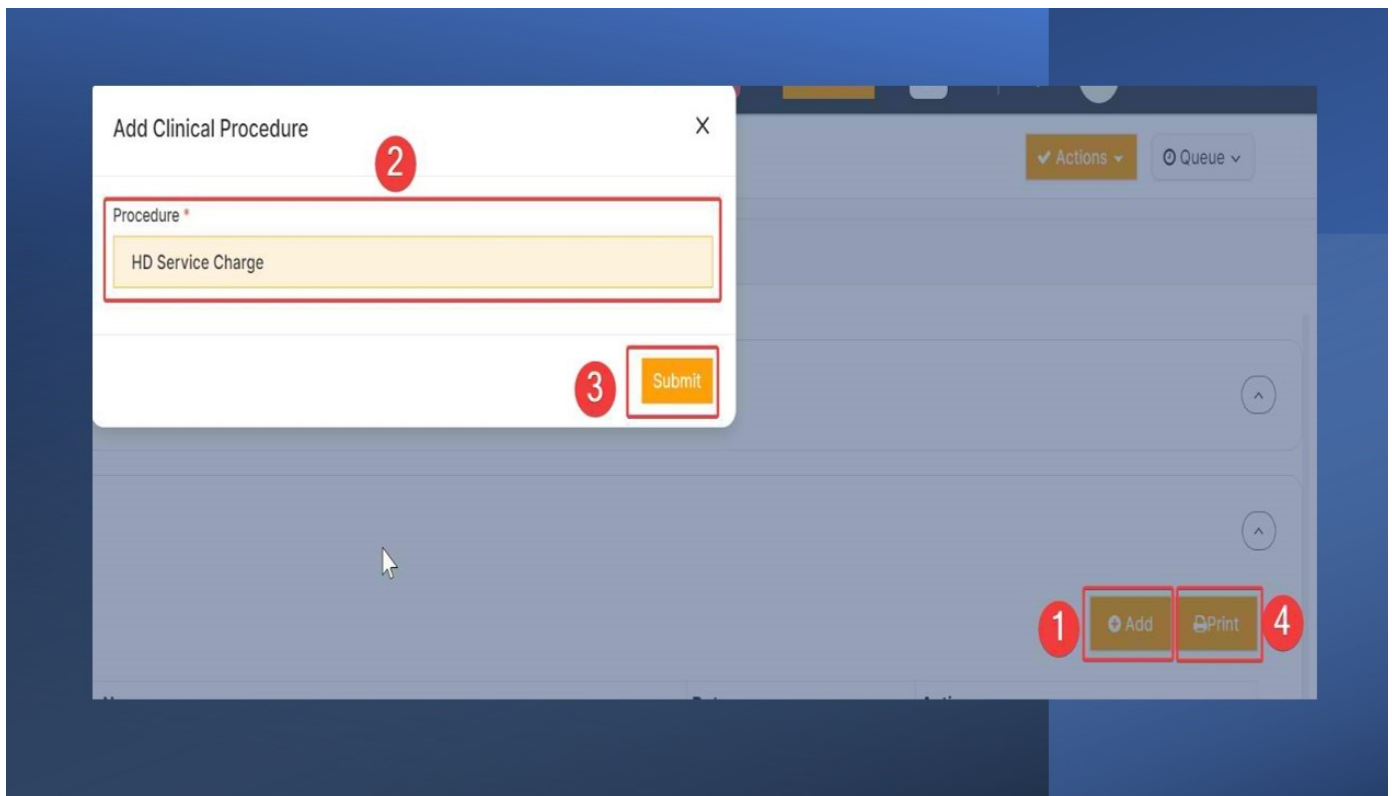 Add Clinical Procedure X
2
Actions Queue
Procedure *
HD Service Charge
3 Submit
1 Add Print 4